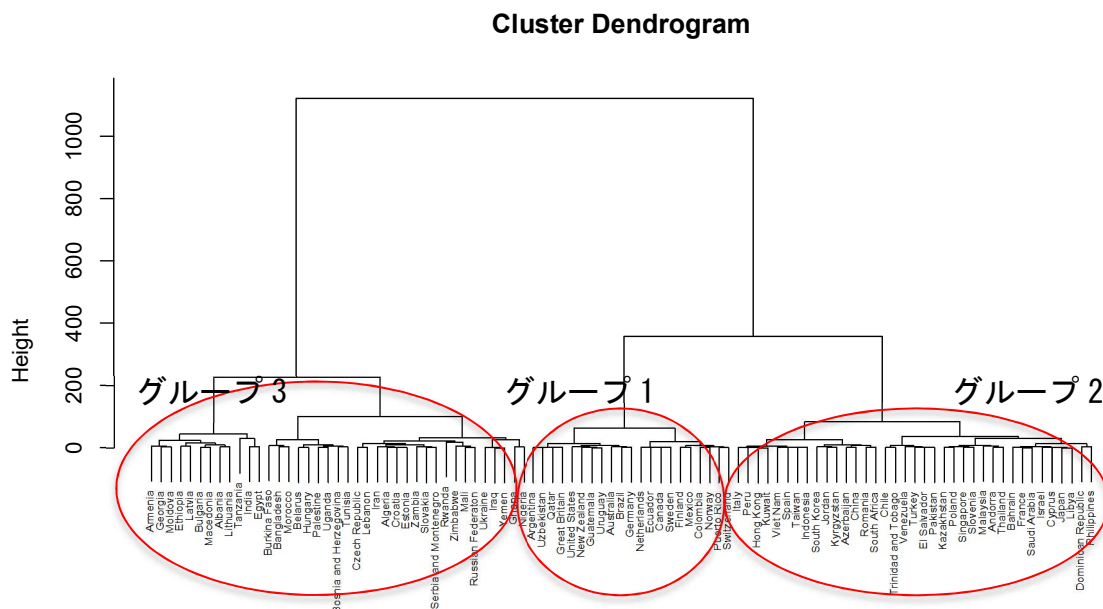 Cluster Dendrogram
Height
0
200
400
600
800
1000
グループ 3
グループ 1
グループ 2
Armenia
Georgia
Moldova
Ethiopia
Latvia
Bulgaria
Macedonia
Albania
Lithuania
Tanzania
India
Egypt
Burkina Faso
Bangladesh
Morocco
Belarus
Hungary
Palestine
Uganda
Bosnia and Herzegovina
Tunisia
Czech Republic
Lebanon
Iran
Algeria
Croatia
Estonia
Zambia
Slovakia
Serbia and Montenegro
Rwanda
Zimbabwe
Mali
Russian Federaton
Ukraine
Iraq
Yemen
Ghana
Nigeria
Argentina
Uzbekistan
Qatar
Great Britain
United States
New Zealand
Guatemala
Uruguay
Australia
Brazil
Germany
Netherlands
Ecuador
Canada
Sweden
Finland
Mexico
Colombia
Norway
Puerto Rico
Switzerland
Italy
Peru
Hong Kong
Kuwait
Viet Nam
Spain
Taiwan
Indonesia
South Korea
Jordan
Kyrgyzstan
Azerbaijan
China
Romania
South Africa
Chile
Trinidad and Tobago
Venezuela
Turkey
El Salvador
Pakistan
Kazakhstan
Poland
Singapore
Slovenia
Malaysia
Andorra
Thailand
Bahrain
France
Saudi Arabia
Israel
Cyprus
Japan
Libya
Dominican Republic
Philippines